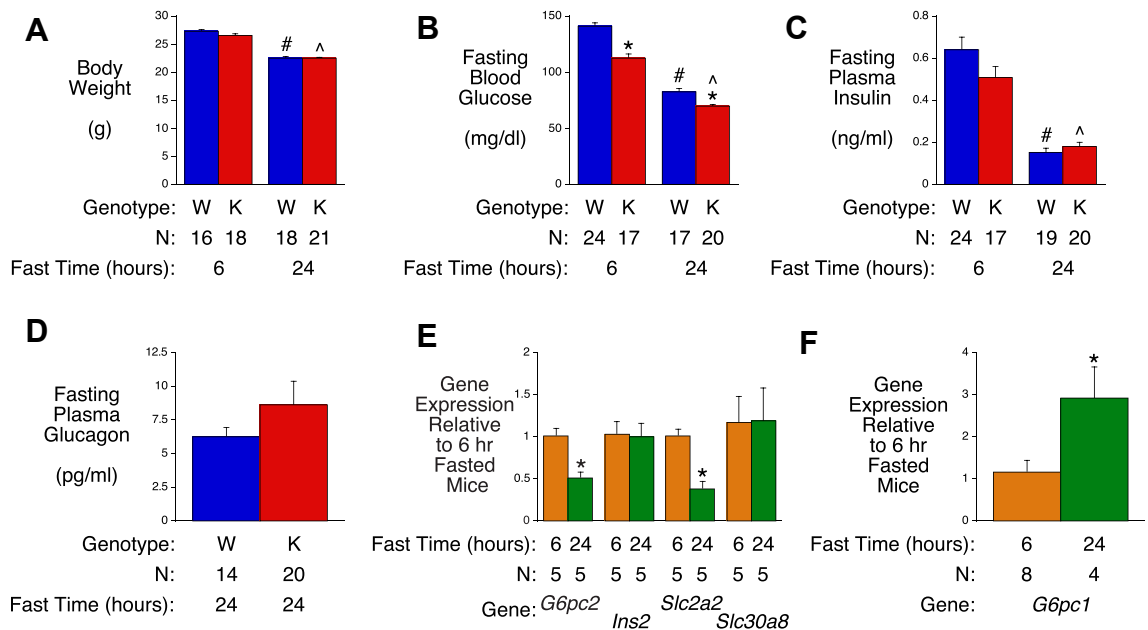 A
Body
Weight
(g)
30
25
20
15
10
5
0
#
^
Genotype: W K W K
N: 16 18 18 21
Fast Time (hours): 6 24
B
Fasting
Blood
Glucose
(mg/dl)
150
100
50
0
*
#
^
*
Genotype: W K W K
N: 24 17 17 20
Fast Time (hours): 6 24
C
Fasting
Plasma
Insulin
(ng/ml)
0.8
0.6
0.4
0.2
0
#
^
Genotype: W K W K
N: 24 17 19 20
Fast Time (hours): 6 24
D
Fasting
Plasma
Glucagon
(pg/ml)
12.5
10
7.5
5
2.5
0
Genotype: W K
N: 14 20
Fast Time (hours): 24 24
E
Gene
Expression
Relative
to 6 hr
Fasted
Mice
2
1.5
1
0.5
0
*
*
Fast Time (hours): 6 24 6 24 6 24 6 24
N: 5 5 5 5 5 5 5 5
Gene: G6pc2 Ins2 Slc2a2 Slc30a8
F
Gene
Expression
Relative
to 6 hr
Fasted
Mice
4
3
2
1
0
*
Fast Time (hours): 6 24
N: 8 4
Gene: G6pc1